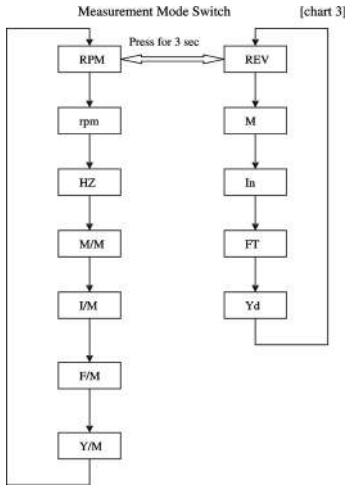 Measurement Mode Switch [chart 3]
Press for 3 sec
RPM REV
rpm M
HZ In
M/M FT
I/M Yd
F/M
Y/M